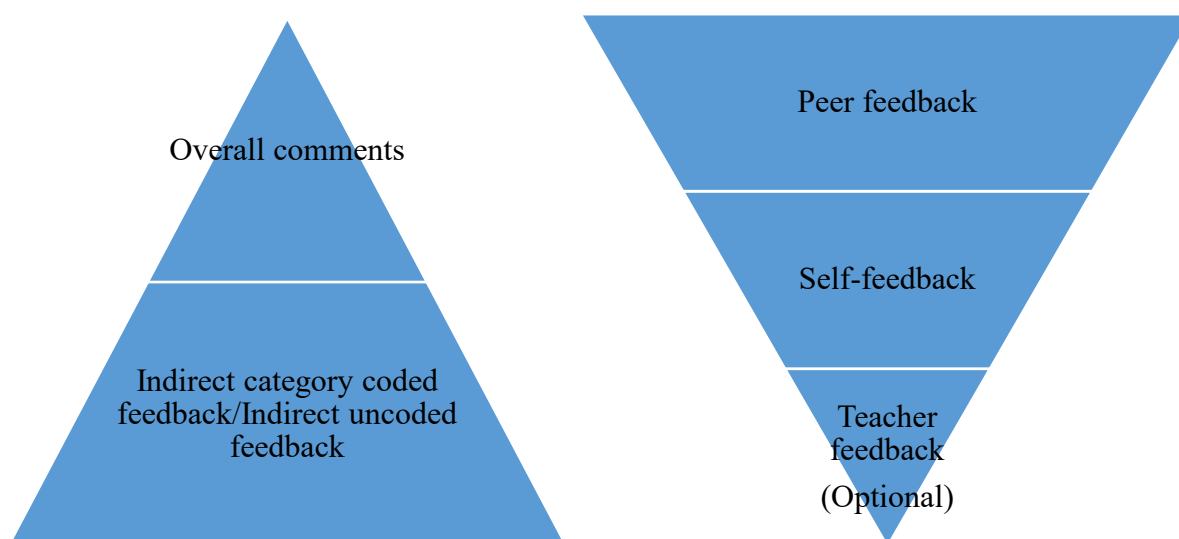 Overall comments
Indirect category coded
feedback/Indirect uncoded
feedback
Peer feedback
Self-feedback
Teacher
feedback
(Optional)